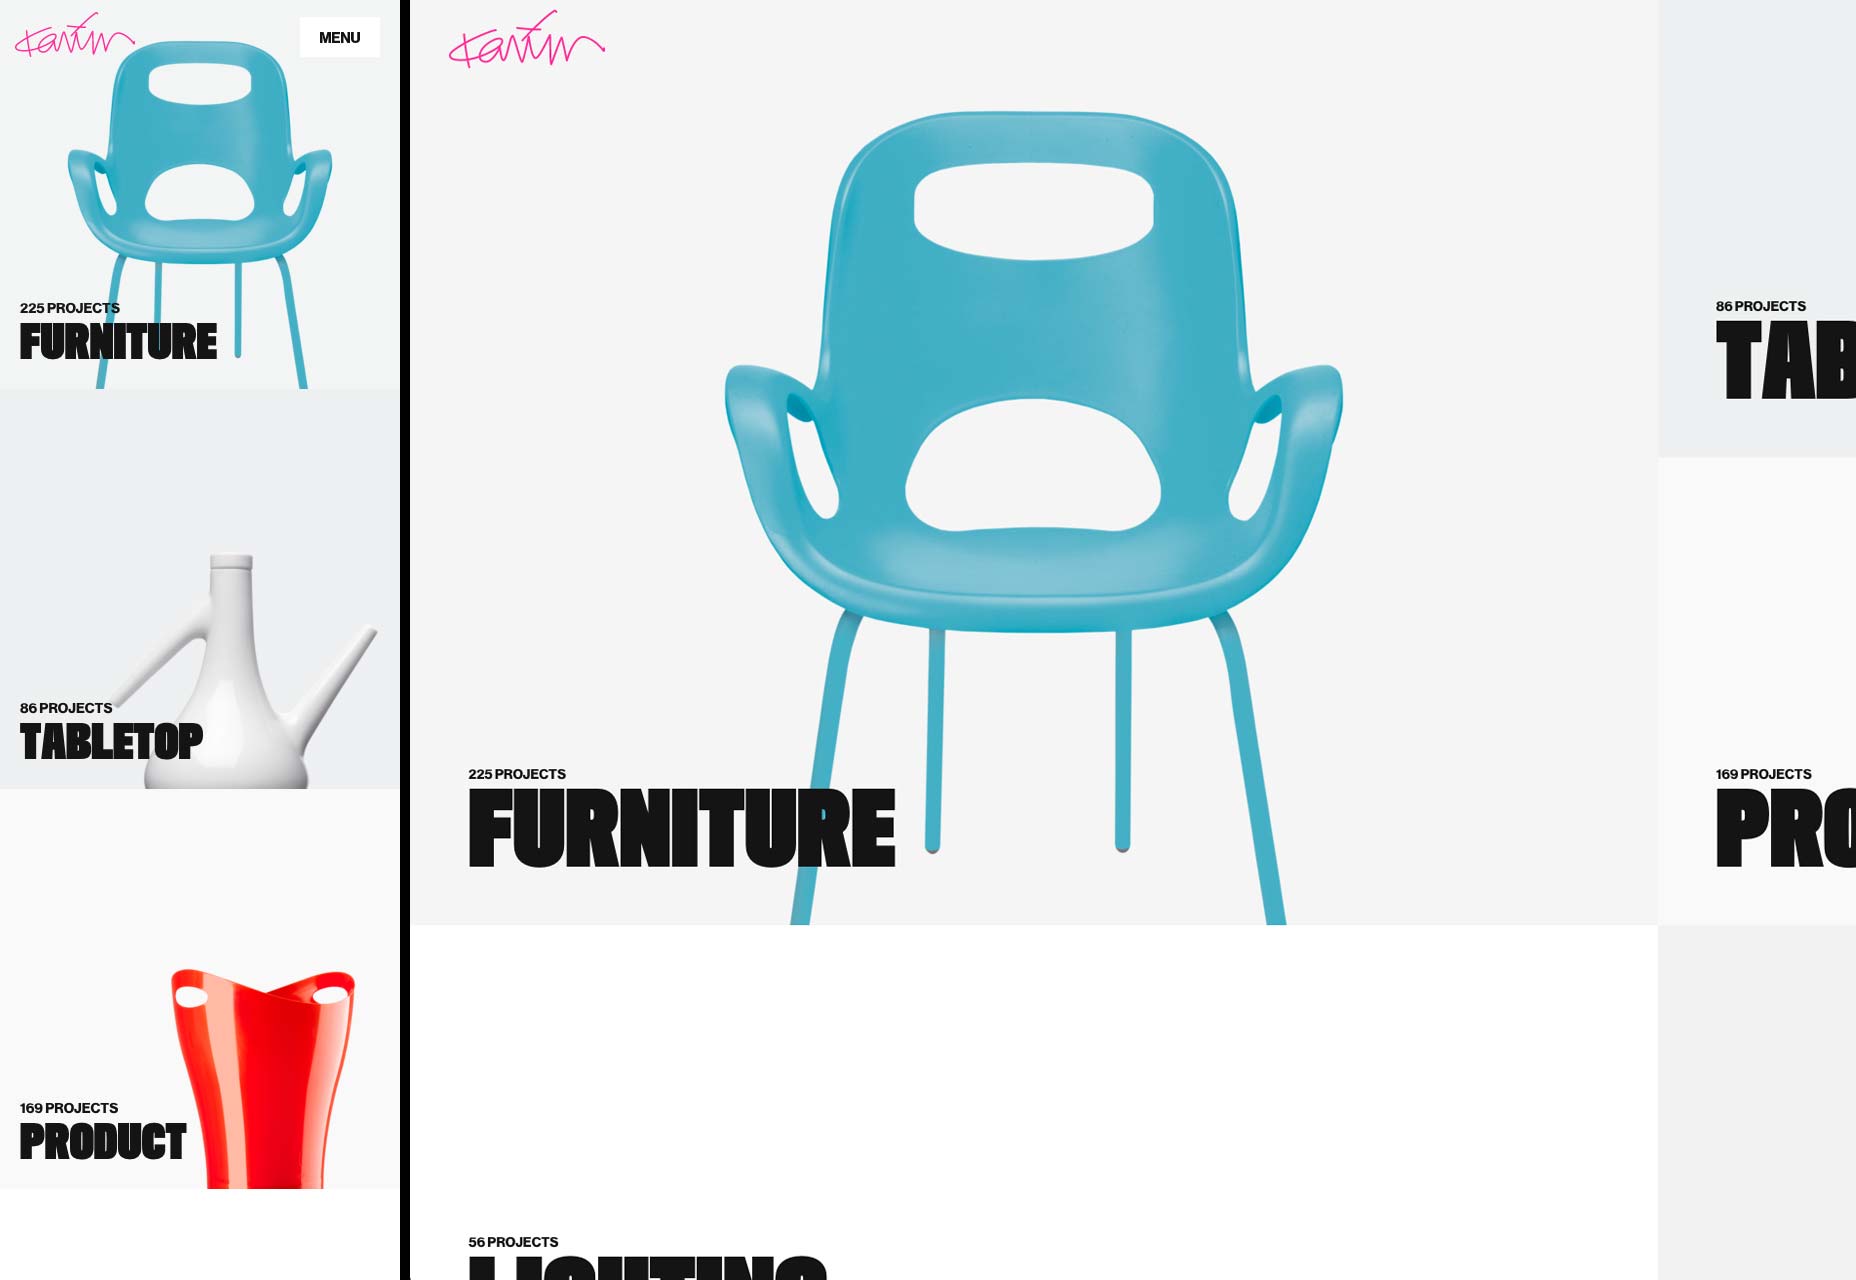 Karim
MENU
225 PROJECTS
FURNITURE
86 PROJECTS
TABLETOP
169 PROJECTS
PRODUCT
Karim
225 PROJECTS
FURNITURE
86 PROJECTS
TAB
169 PROJECTS
PRO
56 PROJECTS
LIGHTING